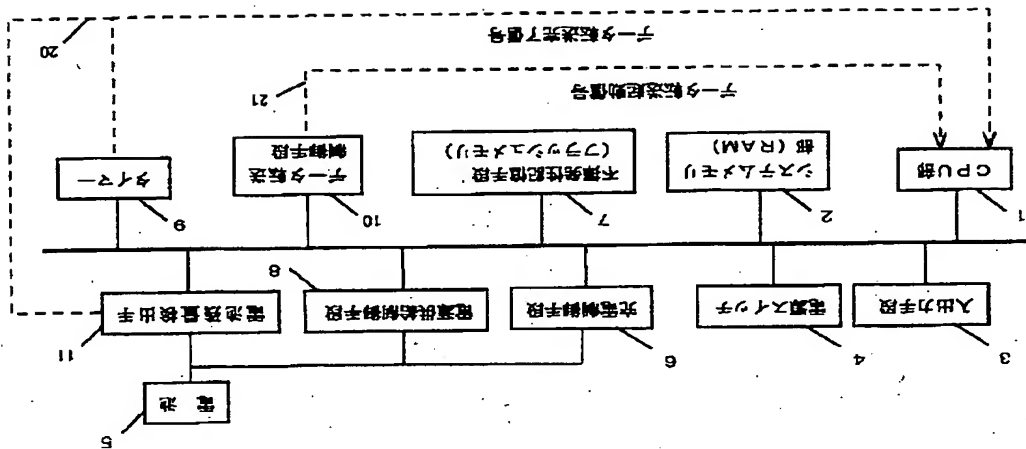 5
電 池
3
4
6
11
入出力手段
電源スイッチ
充電制御手段
電源供給制御手段
電池残量検出手
8
1
2
7
10
9
CPU部
システムメモリ
部(RAM)
不揮発性記憶手段
(フラッシュメモリ)
データ転送
制御手段
タイマー
データ転送起動信号
21
データ転送完了信号
20